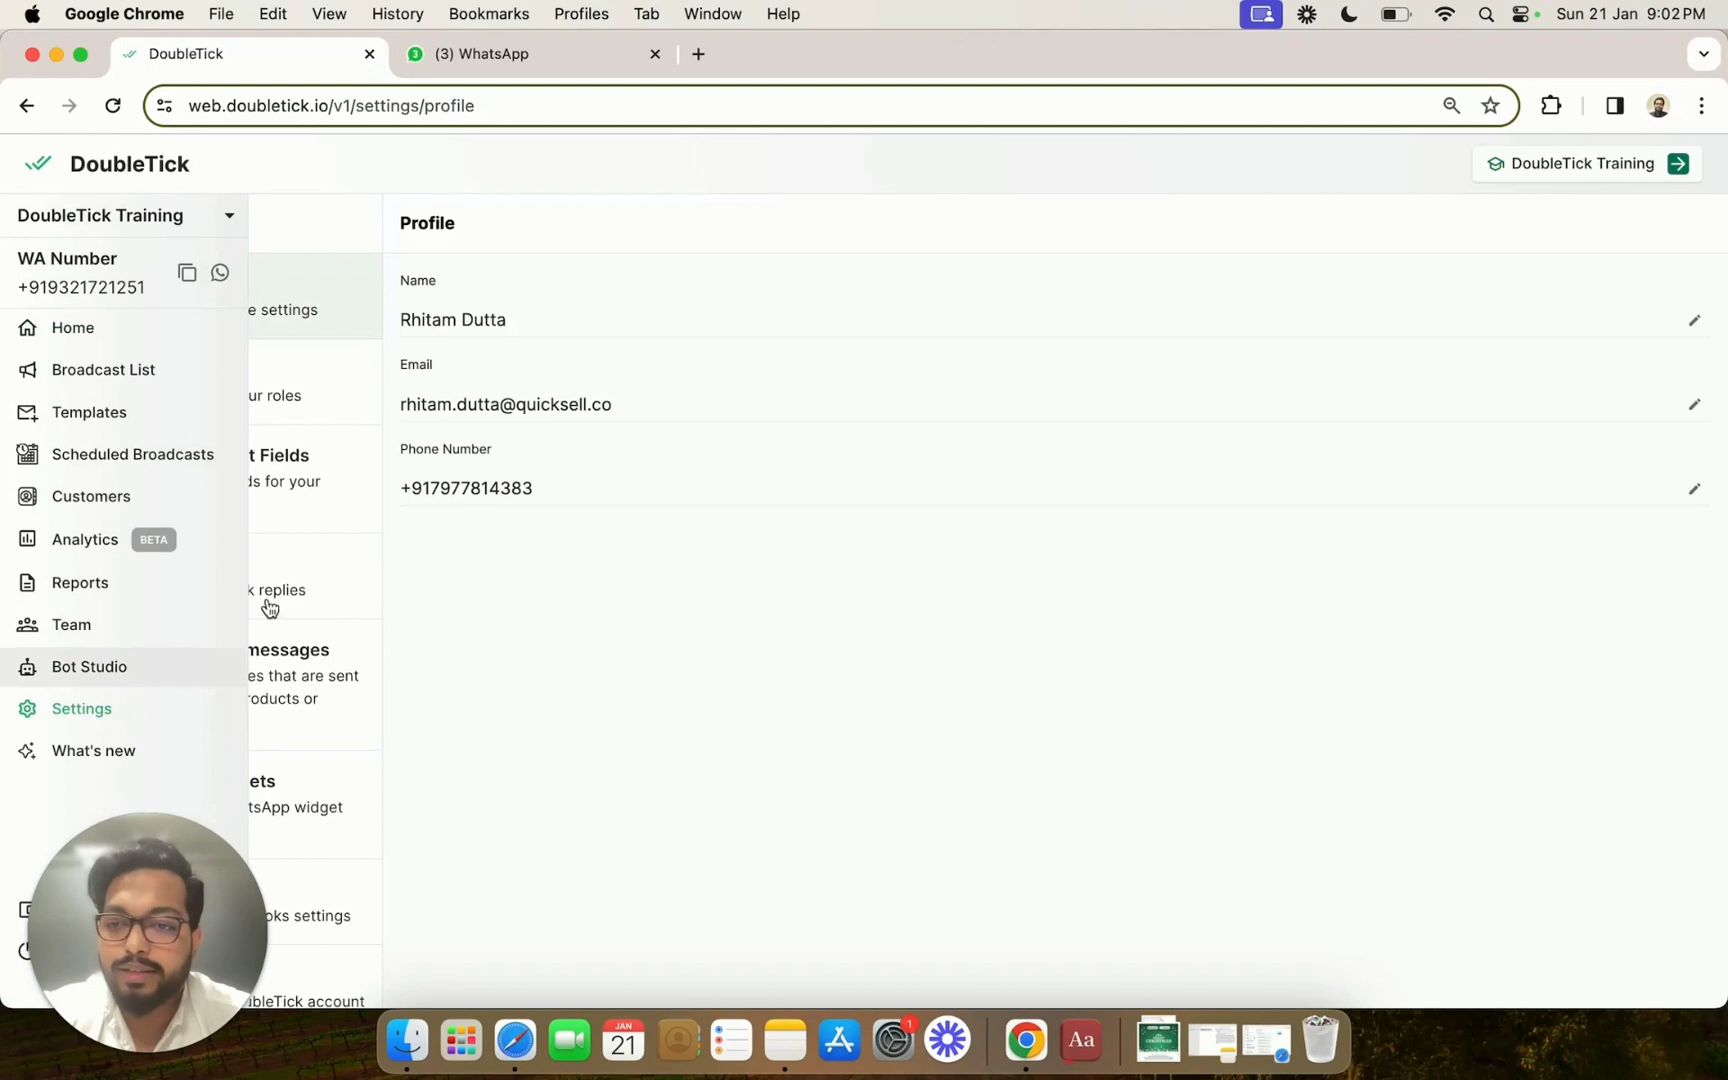 Google Chrome File Edit View History Bookmarks Profiles Tab Window Help Sun 21 Jan 9:02 PM
DoubleTick (3) WhatsApp
web.doubletick.io/v1/settings/profile
DoubleTick DoubleTick Training
DoubleTick Training
WA Number
+919321721251
Home
Broadcast List
Templates
Scheduled Broadcasts
Customers
Analytics BETA
Reports
Team
Bot Studio
Settings
What's new
e settings
ur roles
t Fields
ds for your
k replies
messages
es that are sent
roducts or
ets
tsApp widget
oks settings
bleTick account
Profile
Name
Rhitam Dutta
Email
rhitam.dutta@quicksell.co
Phone Number
+917977814383
JAN
21
1
Aa